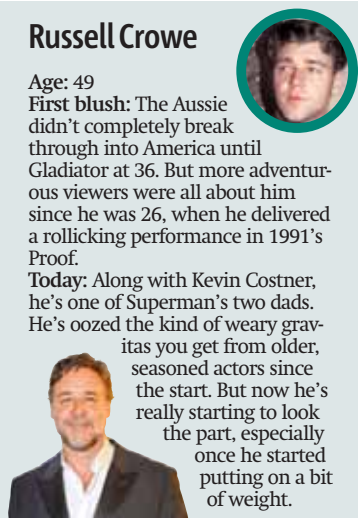 Russell Crowe
Age: 49
First blush: The Aussie
didn't completely break
through into America until
Gladiator at 36. But more adventur-
ous viewers were all about him
since he was 26, when he delivered
a rollicking performance in 1991's
Proof.
Today: Along with Kevin Costner,
he's one of Superman's two dads.
He's oozed the kind of weary grav-
itas you get from older,
seasoned actors since
the start. But now he's
really starting to look
the part, especially
once he started
putting on a bit
of weight.